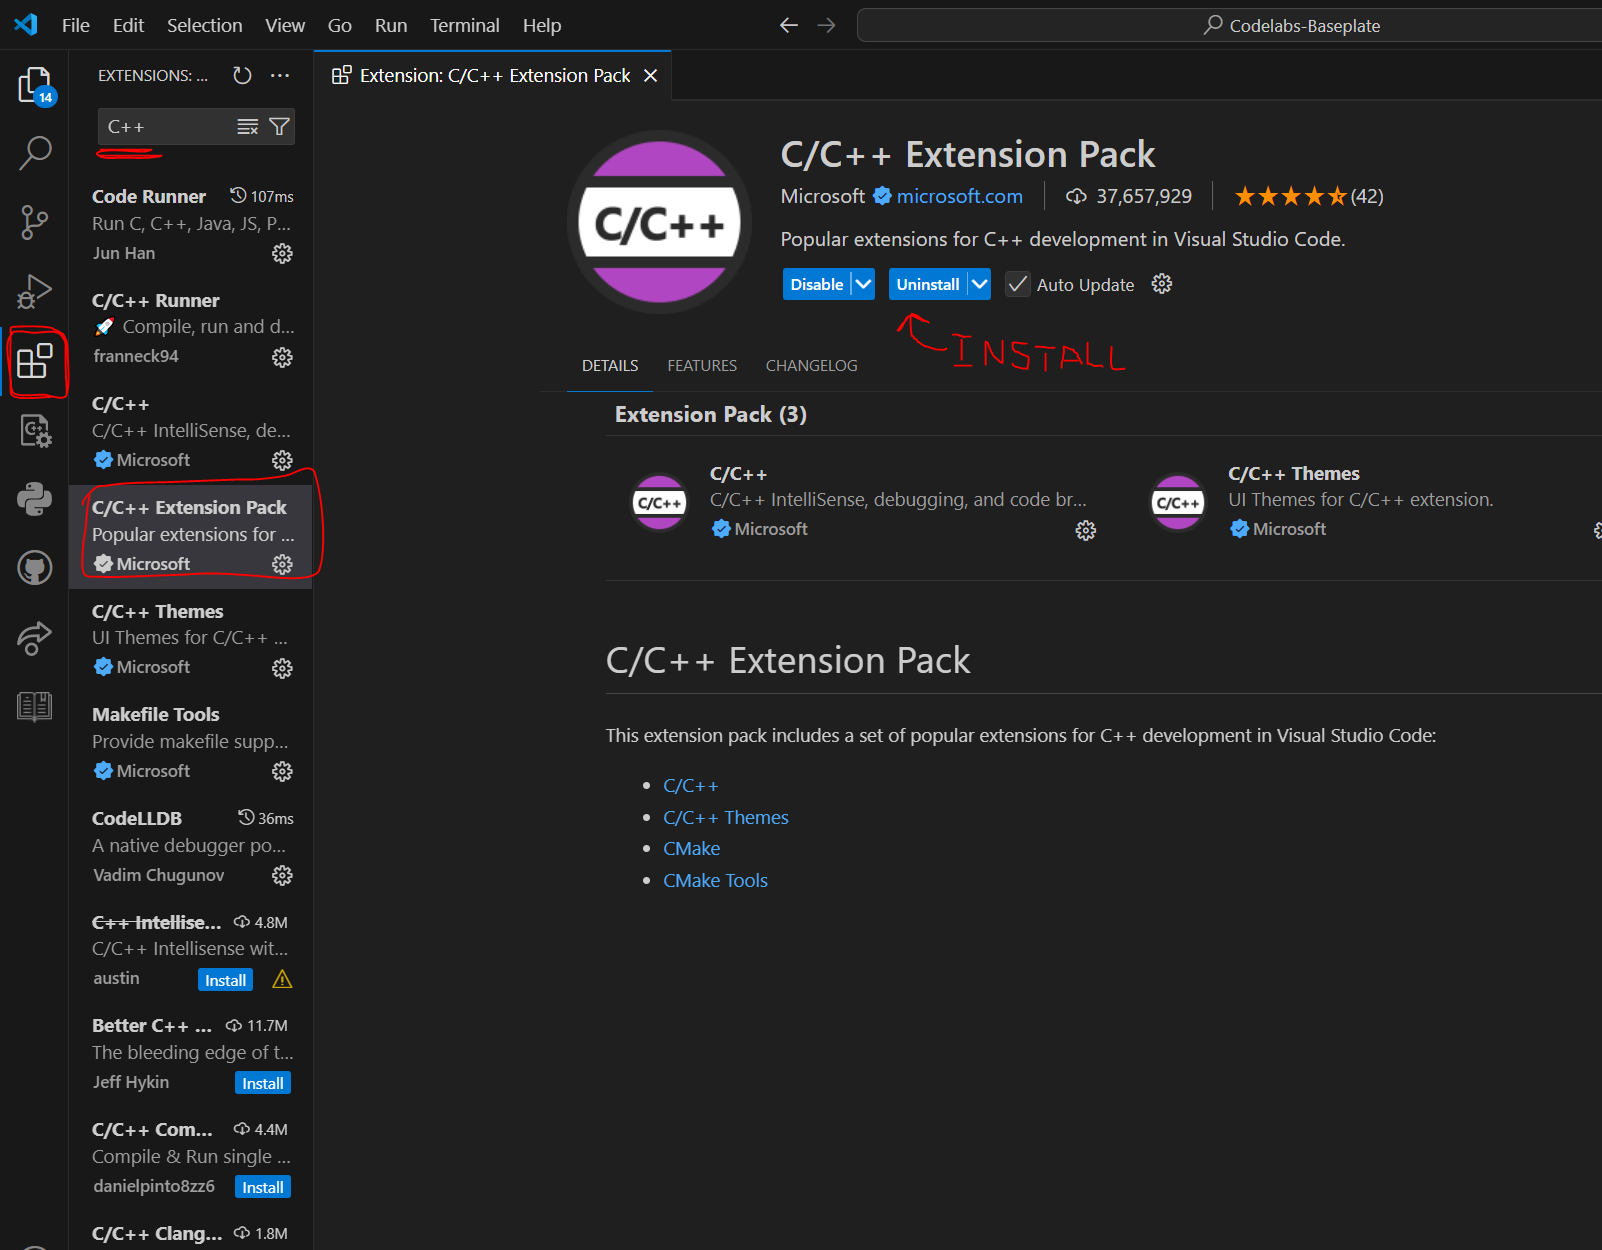 File Edit Selection View Go Run Terminal Help
Codelabs-Baseplate
14
EXTENSIONS: ...
C++
Code Runner 107ms
Run C, C++, Java, JS, P...
Jun Han
C/C++ Runner
🚀 Compile, run and d...
franneck94
C/C++
C/C++ IntelliSense, de...
Microsoft
C/C++ Extension Pack
Popular extensions for ...
Microsoft
C/C++ Themes
UI Themes for C/C++ ...
Microsoft
Makefile Tools
Provide makefile supp...
Microsoft
CodeLLDB 36ms
A native debugger po...
Vadim Chugunov
C++ Intellise... 4.8M
C/C++ Intellisense wit...
austin Install
Better C++ ... 11.7M
The bleeding edge of t...
Jeff Hykin Install
C/C++ Com... 4.4M
Compile & Run single ...
danielpinto8zz6 Install
C/C++ Clang... 1.8M
Extension: C/C++ Extension Pack
C/C++
C/C++ Extension Pack
Microsoft microsoft.com 37,657,929 (42)
Popular extensions for C++ development in Visual Studio Code.
Disable Uninstall Auto Update
INSTALL
DETAILS FEATURES CHANGELOG
Extension Pack (3)
C/C++
C/C++
C/C++ IntelliSense, debugging, and code br...
Microsoft
C/C++
C/C++ Themes
UI Themes for C/C++ extension.
Microsoft
C/C++ Extension Pack
This extension pack includes a set of popular extensions for C++ development in Visual Studio Code:
• C/C++
• C/C++ Themes
• CMake
• CMake Tools